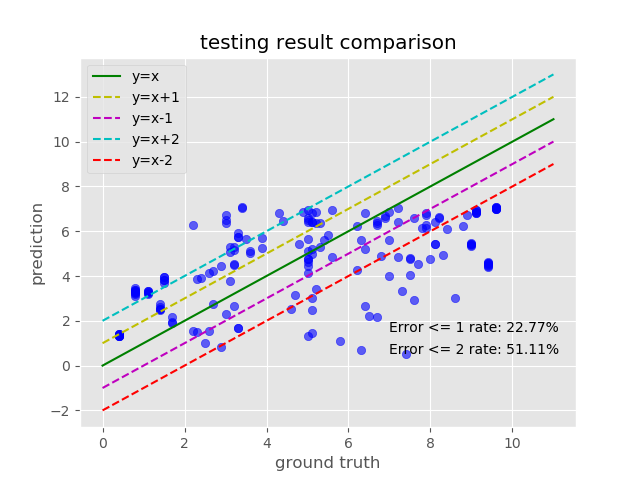 testing result comparison
y=x
y=x+1
y=x-1
y=x+2
y=x-2
12
10
8
6
4
2
0
−2
prediction
Error <= 1 rate: 22.77%
Error <= 2 rate: 51.11%
0 2 4 6 8 10
ground truth